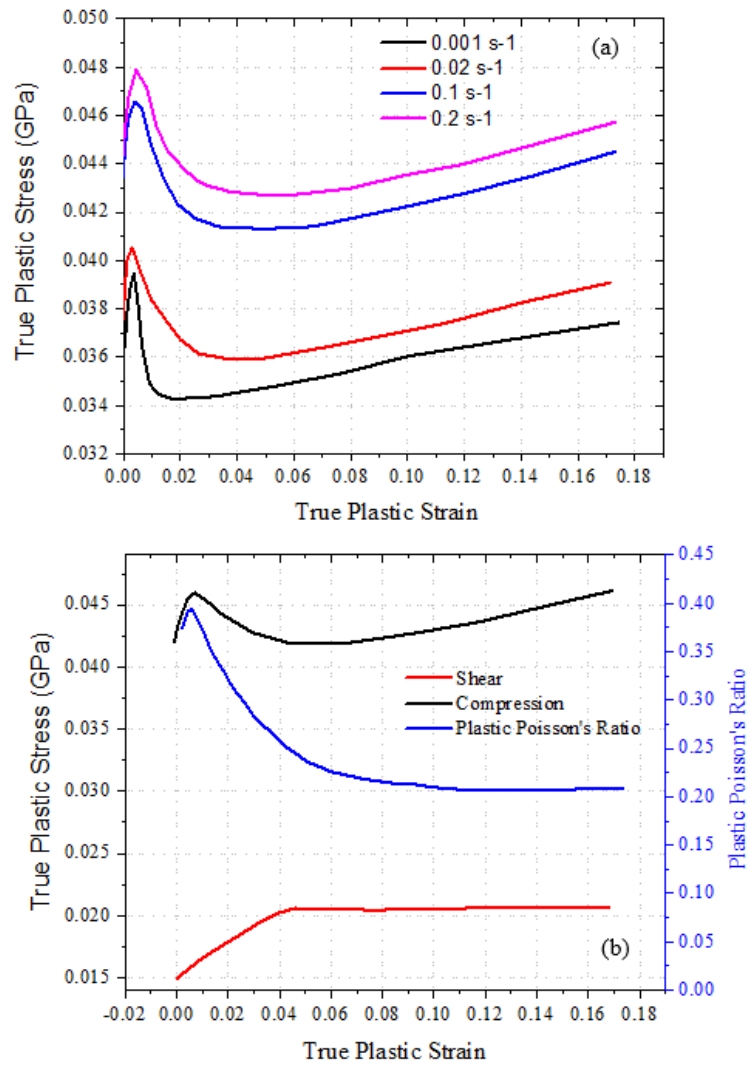 (a)
0.001 s-1
0.02 s-1
0.1 s-1
0.2 s-1
True Plastic Stress (GPa)
0.050
0.048
0.046
0.044
0.042
0.040
0.038
0.036
0.034
0.032
0.00 0.02 0.04 0.06 0.08 0.10 0.12 0.14 0.16 0.18
True Plastic Strain
True Plastic Stress (GPa)
0.045
0.040
0.035
0.030
0.025
0.020
0.015
Shear
Compression
Plastic Poisson's Ratio
(b)
0.45
0.40
0.35
0.30
0.25
0.20
0.15
0.10
0.05
0.00
Plastic Poisson's Ratio
-0.02 0.00 0.02 0.04 0.06 0.08 0.10 0.12 0.14 0.16 0.18
True Plastic Strain